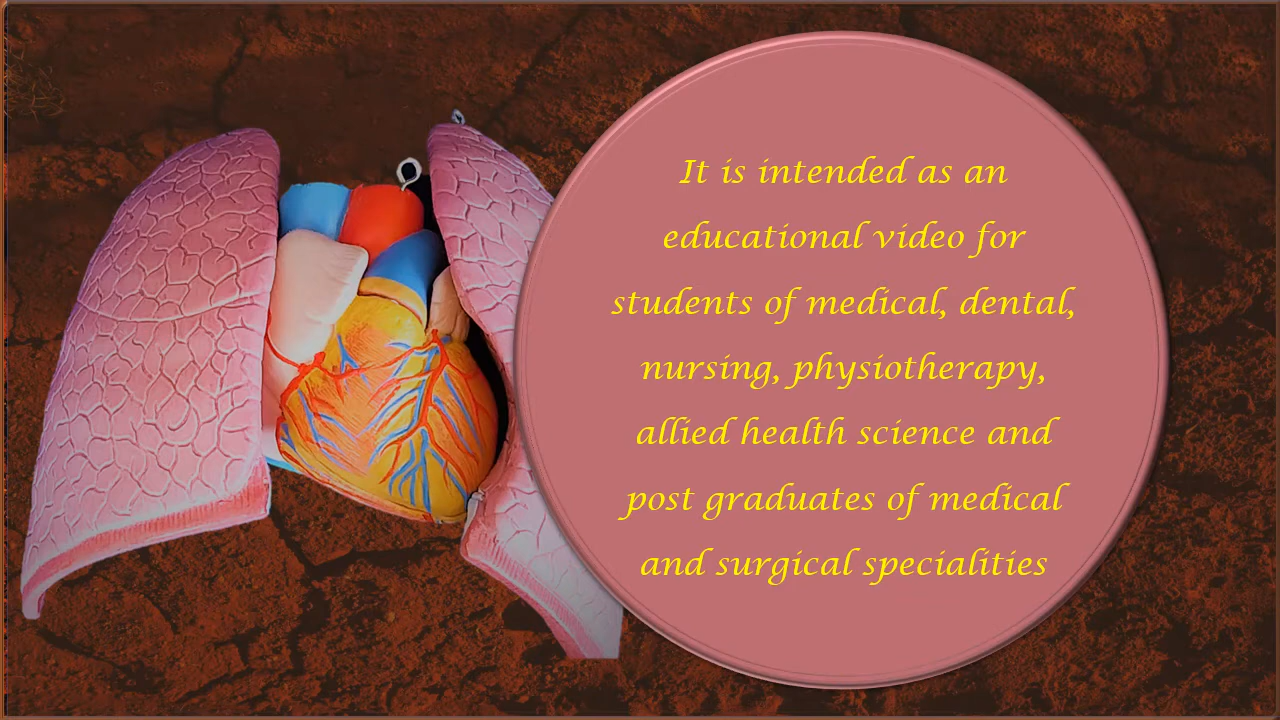 It is intended as an
educational video for
students of medical, dental,
nursing, physiotherapy,
allied health science and
post graduates of medical
and surgical specialities